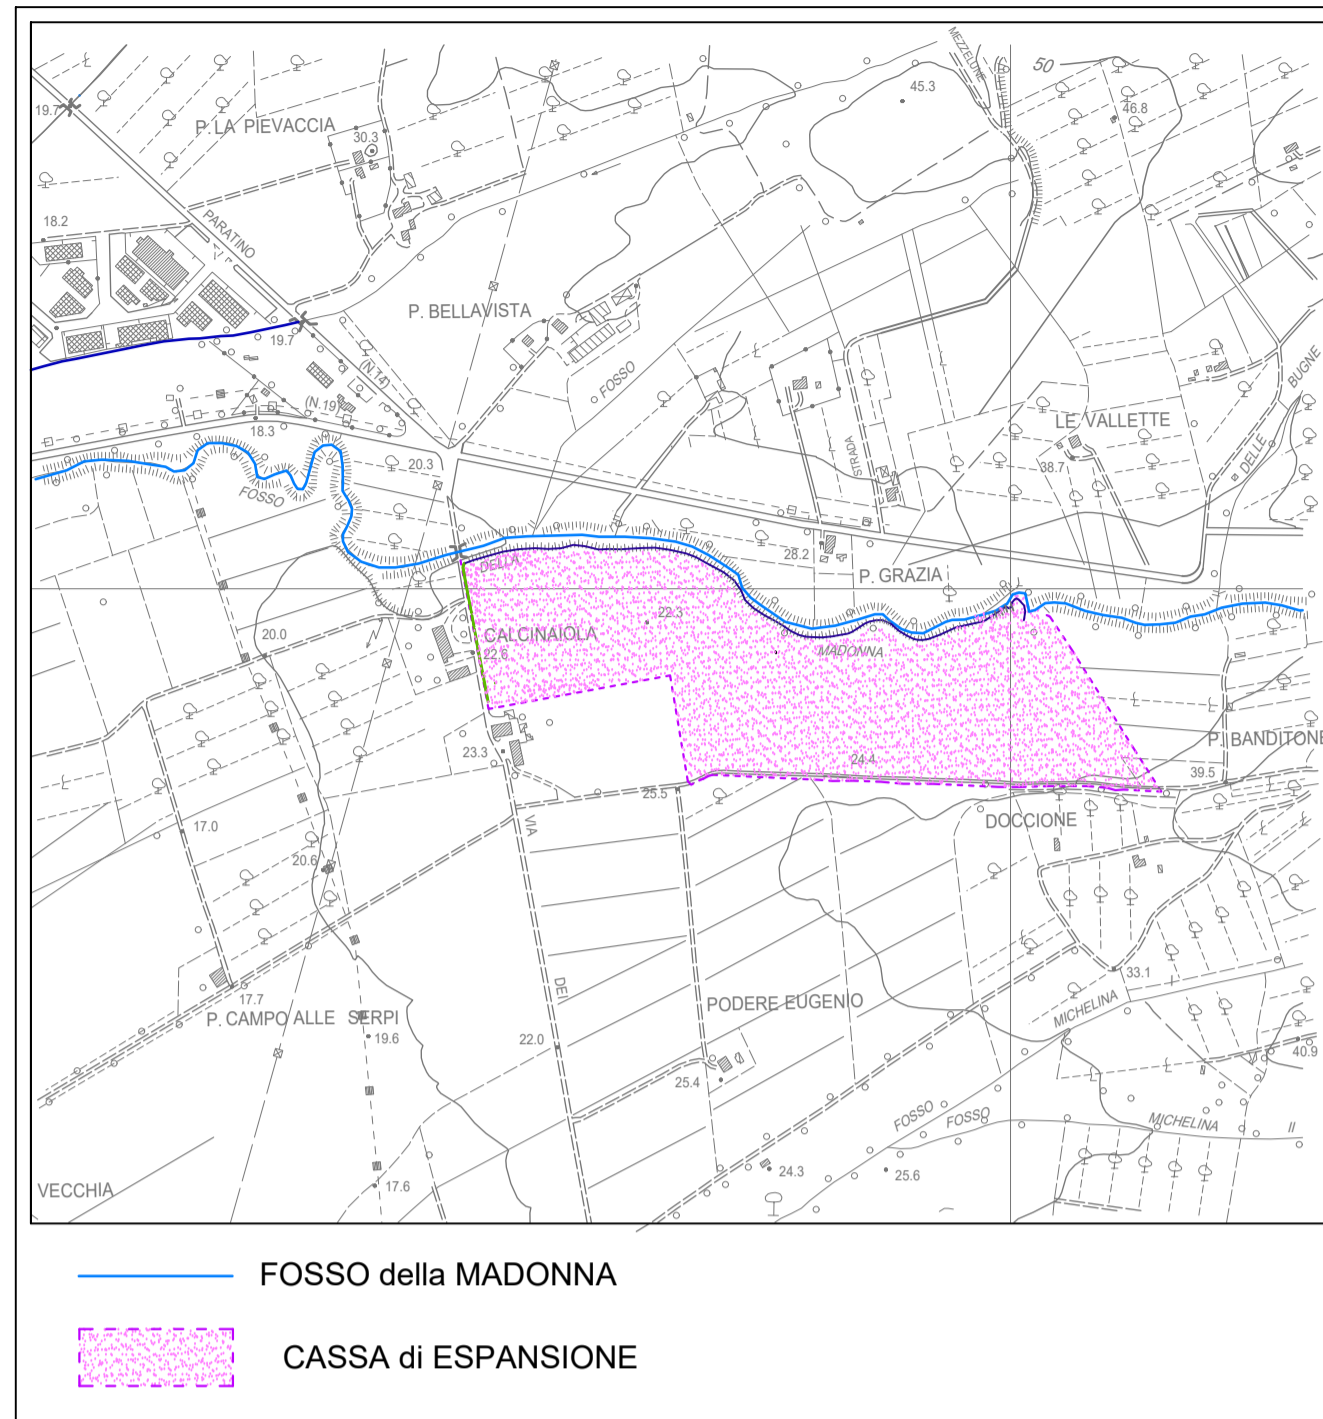 MEZZELUNE
50
45.3
46.8
19.7
P. LA PIEVACCIA
30.3
18.2
PARATINO
P. BELLAVISTA
19.7
(N.14)
FOSSO
(N.19)
18.3
BUGNE
LE VALLETTE
DELLE
38.7
STRADA
20.3
FOSSO
28.2
DELLA
P. GRAZIA
22.3
CALCINAIOLA
20.0
22.6
MADONNA
23.3
24.4
P. BANDITONE
39.5
25.5
VIA
DOCCIONE
17.0
20.6
33.1
17.7
DEI
PODERE EUGENIO
MICHELINA
P. CAMPO ALLE SERPI
19.6
22.0
40.9
25.4
FOSSO
FOSSO
MICHELINA II
24.3
25.6
VECCHIA
17.6
FOSSO della MADONNA
CASSA di ESPANSIONE